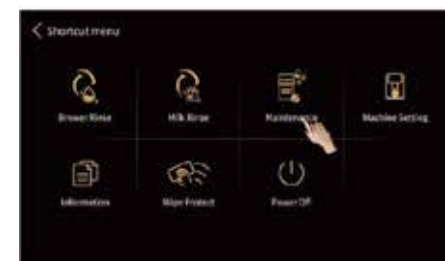 Shortcut menu
Brewer Rinse
Milk Rinse
Maintenance
Machine Setting
Information
Wipe Protect
Power Off